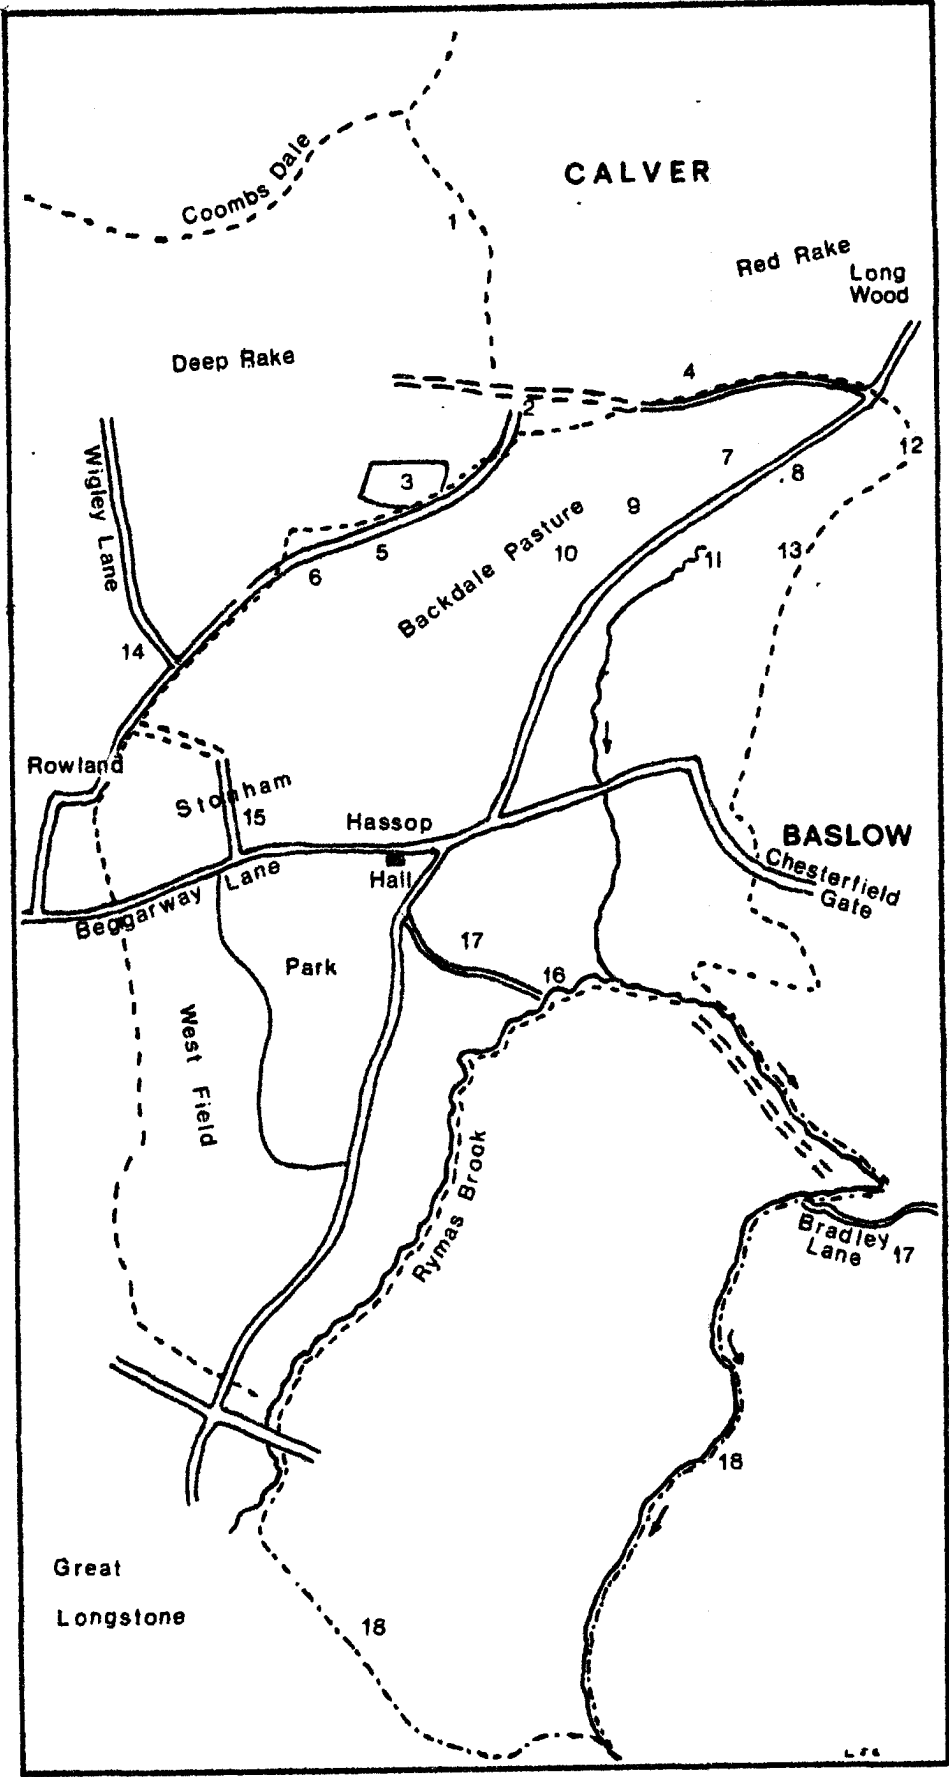 Coombs Dale
CALVER
1
Red Rake
Long
Wood
Deep Rake
4
2
12
Wigley Lane
3
7
8
9
Backdale Pasture
5
10
11
13
6
14
Rowland
Stonham
15
Hassop
BASLOW
Hall
Chesterfield
Gate
Beggarway Lane
17
Park
16
West Field
Rymas Brook
Bradley
Lane
17
18
Great
Longstone
18